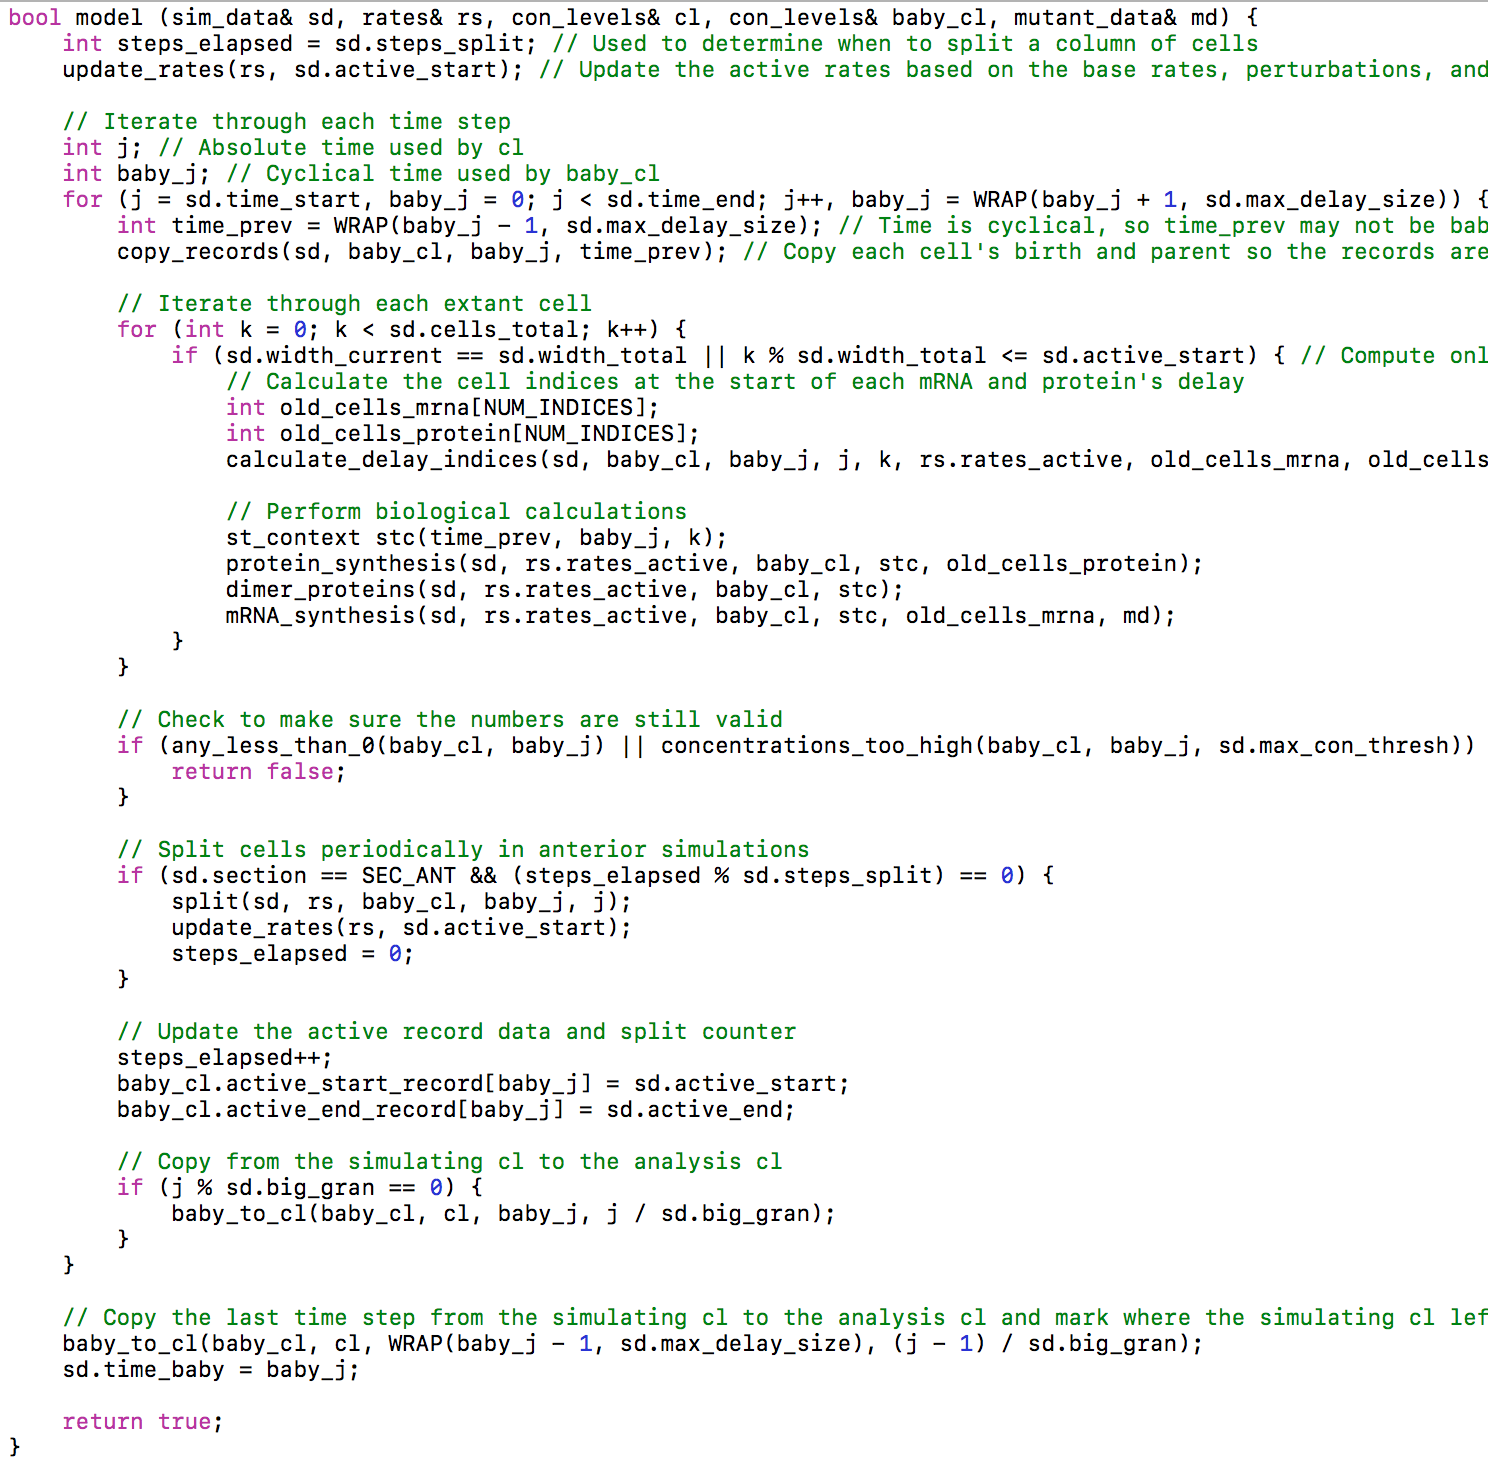 bool model (sim_data& sd, rates& rs, con_levels& cl, con_levels& baby_cl, mutant_data& md) {
    int steps_elapsed = sd.steps_split; // Used to determine when to split a column of cells
    update_rates(rs, sd.active_start); // Update the active rates based on the base rates, perturbations, and

    // Iterate through each time step
    int j; // Absolute time used by cl
    int baby_j; // Cyclical time used by baby_cl
    for (j = sd.time_start, baby_j = 0; j < sd.time_end; j++, baby_j = WRAP(baby_j + 1, sd.max_delay_size)) {
        int time_prev = WRAP(baby_j - 1, sd.max_delay_size); // Time is cyclical, so time_prev may not be bab
        copy_records(sd, baby_cl, baby_j, time_prev); // Copy each cell's birth and parent so the records are

        // Iterate through each extant cell
        for (int k = 0; k < sd.cells_total; k++) {
            if (sd.width_current == sd.width_total || k % sd.width_total <= sd.active_start) { // Compute onl
                // Calculate the cell indices at the start of each mRNA and protein's delay
                int old_cells_mrna[NUM_INDICES];
                int old_cells_protein[NUM_INDICES];
                calculate_delay_indices(sd, baby_cl, baby_j, j, k, rs.rates_active, old_cells_mrna, old_cells

                // Perform biological calculations
                st_context stc(time_prev, baby_j, k);
                protein_synthesis(sd, rs.rates_active, baby_cl, stc, old_cells_protein);
                dimer_proteins(sd, rs.rates_active, baby_cl, stc);
                mRNA_synthesis(sd, rs.rates_active, baby_cl, stc, old_cells_mrna, md);
            }
        }

        // Check to make sure the numbers are still valid
        if (any_less_than_0(baby_cl, baby_j) || concentrations_too_high(baby_cl, baby_j, sd.max_con_thresh))
            return false;
        }

        // Split cells periodically in anterior simulations
        if (sd.section == SEC_ANT && (steps_elapsed % sd.steps_split) == 0) {
            split(sd, rs, baby_cl, baby_j, j);
            update_rates(rs, sd.active_start);
            steps_elapsed = 0;
        }

        // Update the active record data and split counter
        steps_elapsed++;
        baby_cl.active_start_record[baby_j] = sd.active_start;
        baby_cl.active_end_record[baby_j] = sd.active_end;

        // Copy from the simulating cl to the analysis cl
        if (j % sd.big_gran == 0) {
            baby_to_cl(baby_cl, cl, baby_j, j / sd.big_gran);
        }
    }

    // Copy the last time step from the simulating cl to the analysis cl and mark where the simulating cl lef
    baby_to_cl(baby_cl, cl, WRAP(baby_j - 1, sd.max_delay_size), (j - 1) / sd.big_gran);
    sd.time_baby = baby_j;

    return true;
}